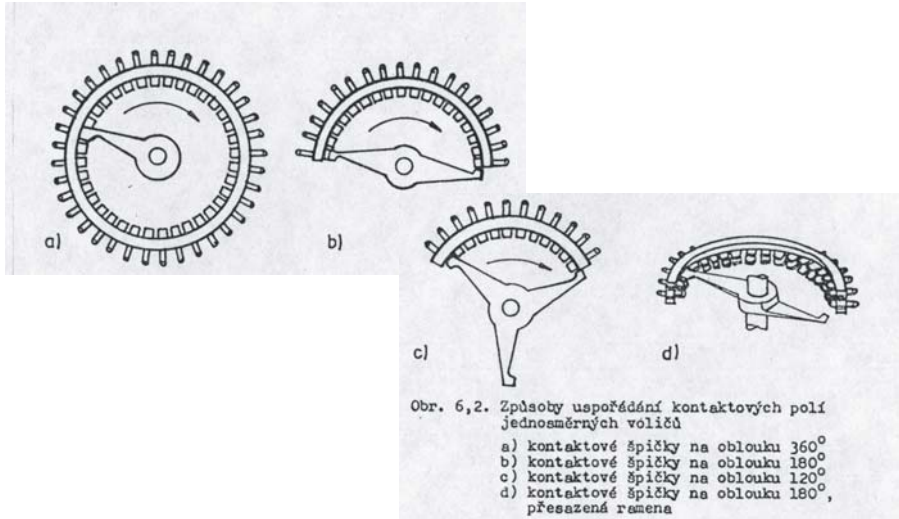 a)
b)
c)
d)
Obr. 6,2. Způsoby uspořádání kontaktových polí
jednosměrných voličů
a) kontaktové špičky na oblouku 360°
b) kontaktové špičky na oblouku 180°
c) kontaktové špičky na oblouku 120°
d) kontaktové špičky na oblouku 180°,
přesazená ramena